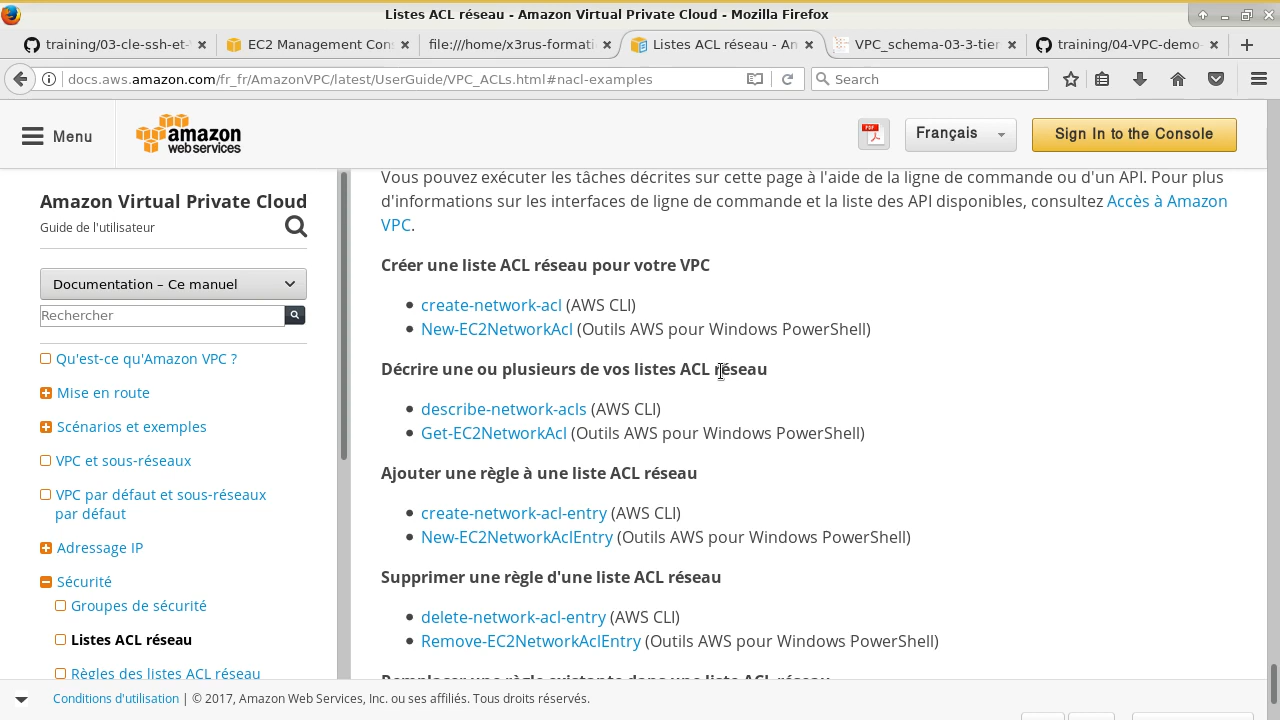 Listes ACL réseau - Amazon Virtual Private Cloud - Mozilla Firefox
training/03-cle-ssh-et-
EC2 Management Con
file:///home/x3rus-formati
Listes ACL réseau - An
VPC_schema-03-3-tier
training/04-VPC-demo-
docs.aws.amazon.com/fr_fr/AmazonVPC/latest/UserGuide/VPC_ACLs.html#nacl-examples
Search
Menu
amazon
web services
PDF
Français
Sign In to the Console
Amazon Virtual Private Cloud
Guide de l'utilisateur
Documentation – Ce manuel
Rechercher
Qu'est-ce qu'Amazon VPC ?
Mise en route
Scénarios et exemples
VPC et sous-réseaux
VPC par défaut et sous-réseaux
par défaut
Adressage IP
Sécurité
Groupes de sécurité
Listes ACL réseau
Règles des listes ACL réseau
Vous pouvez exécuter les tâches décrites sur cette page à l'aide de la ligne de commande ou d'un API. Pour plus
d'informations sur les interfaces de ligne de commande et la liste des API disponibles, consultez Accès à Amazon
VPC.
Créer une liste ACL réseau pour votre VPC
• create-network-acl (AWS CLI)
• New-EC2NetworkAcl (Outils AWS pour Windows PowerShell)
Décrire une ou plusieurs de vos listes ACL réseau
• describe-network-acls (AWS CLI)
• Get-EC2NetworkAcl (Outils AWS pour Windows PowerShell)
Ajouter une règle à une liste ACL réseau
• create-network-acl-entry (AWS CLI)
• New-EC2NetworkAclEntry (Outils AWS pour Windows PowerShell)
Supprimer une règle d'une liste ACL réseau
• delete-network-acl-entry (AWS CLI)
• Remove-EC2NetworkAclEntry (Outils AWS pour Windows PowerShell)
Remplacer une règle existante dans une liste ACL réseau
Conditions d'utilisation | © 2017, Amazon Web Services, Inc. ou ses affiliés. Tous droits réservés.